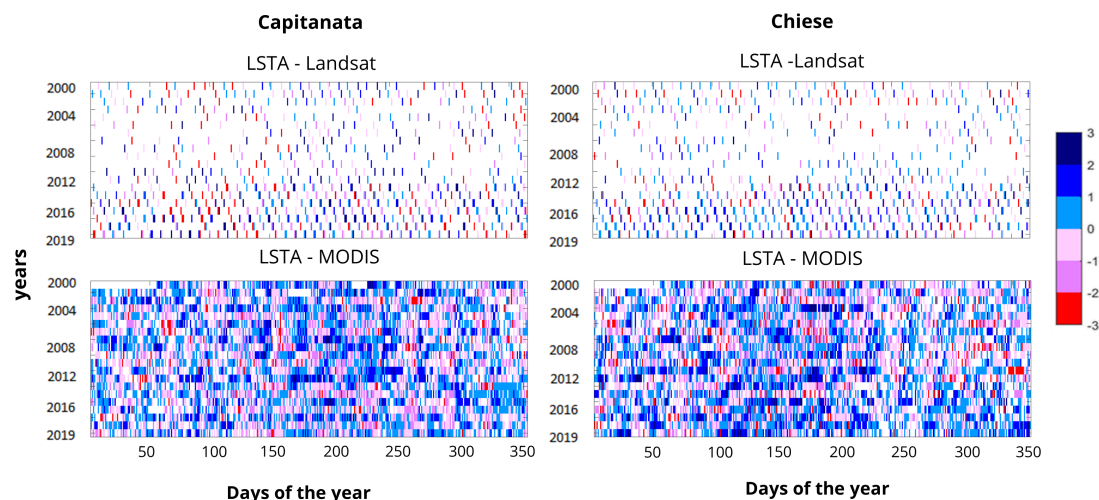 Capitanata
Chiese
LSTA - Landsat
LSTA -Landsat
2000
2004
2008
2012
2016
2019
2000
2004
2008
2012
2016
2019
3
2
1
0
-1
-2
-3
years
LSTA - MODIS
LSTA - MODIS
2000
2004
2008
2012
2016
2019
2000
2004
2008
2012
2016
2019
50 100 150 200 250 300 350
50 100 150 200 250 300 350
Days of the year
Days of the year